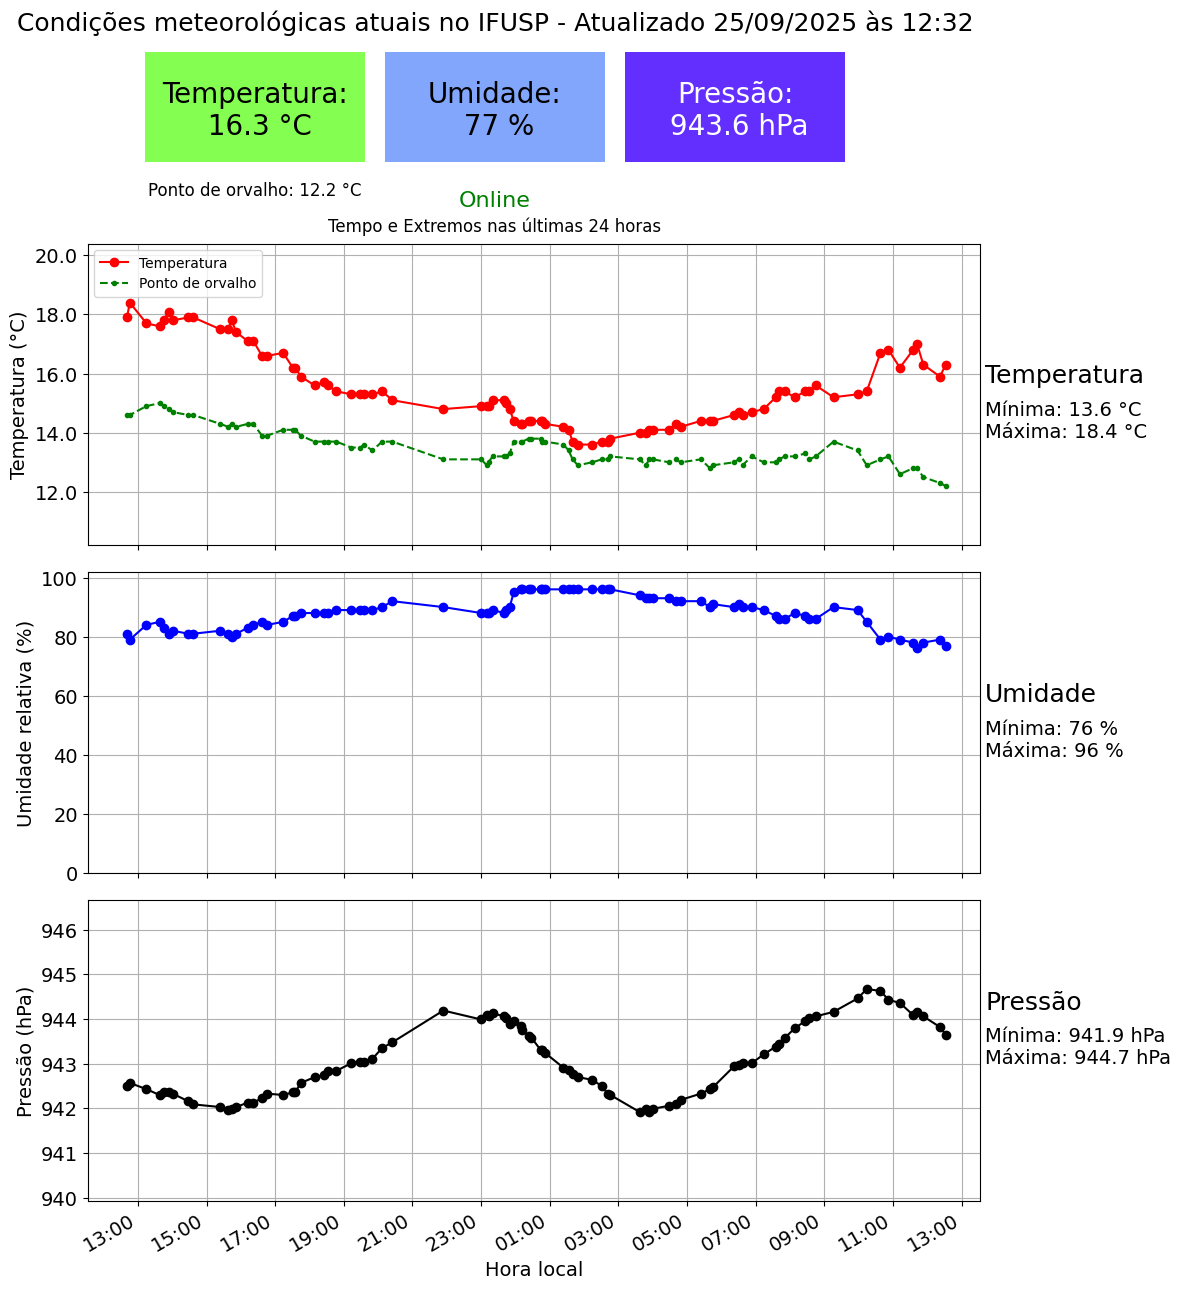 Condições meteorológicas atuais no IFUSP - Atualizado 25/09/2025 às 12:32
Temperatura:
16.3 °C
Umidade:
77 %
Pressão:
943.6 hPa
Ponto de orvalho: 12.2 °C
Online
Tempo e Extremos nas últimas 24 horas
Temperatura (°C)
20.0
18.0
16.0
14.0
12.0
Temperatura
Ponto de orvalho
Temperatura
Mínima: 13.6 °C
Máxima: 18.4 °C
Umidade relativa (%)
100
80
60
40
20
0
Umidade
Mínima: 76 %
Máxima: 96 %
Pressão (hPa)
946
945
944
943
942
941
940
Pressão
Mínima: 941.9 hPa
Máxima: 944.7 hPa
13:00 15:00 17:00 19:00 21:00 23:00 01:00 03:00 05:00 07:00 09:00 11:00 13:00
Hora local